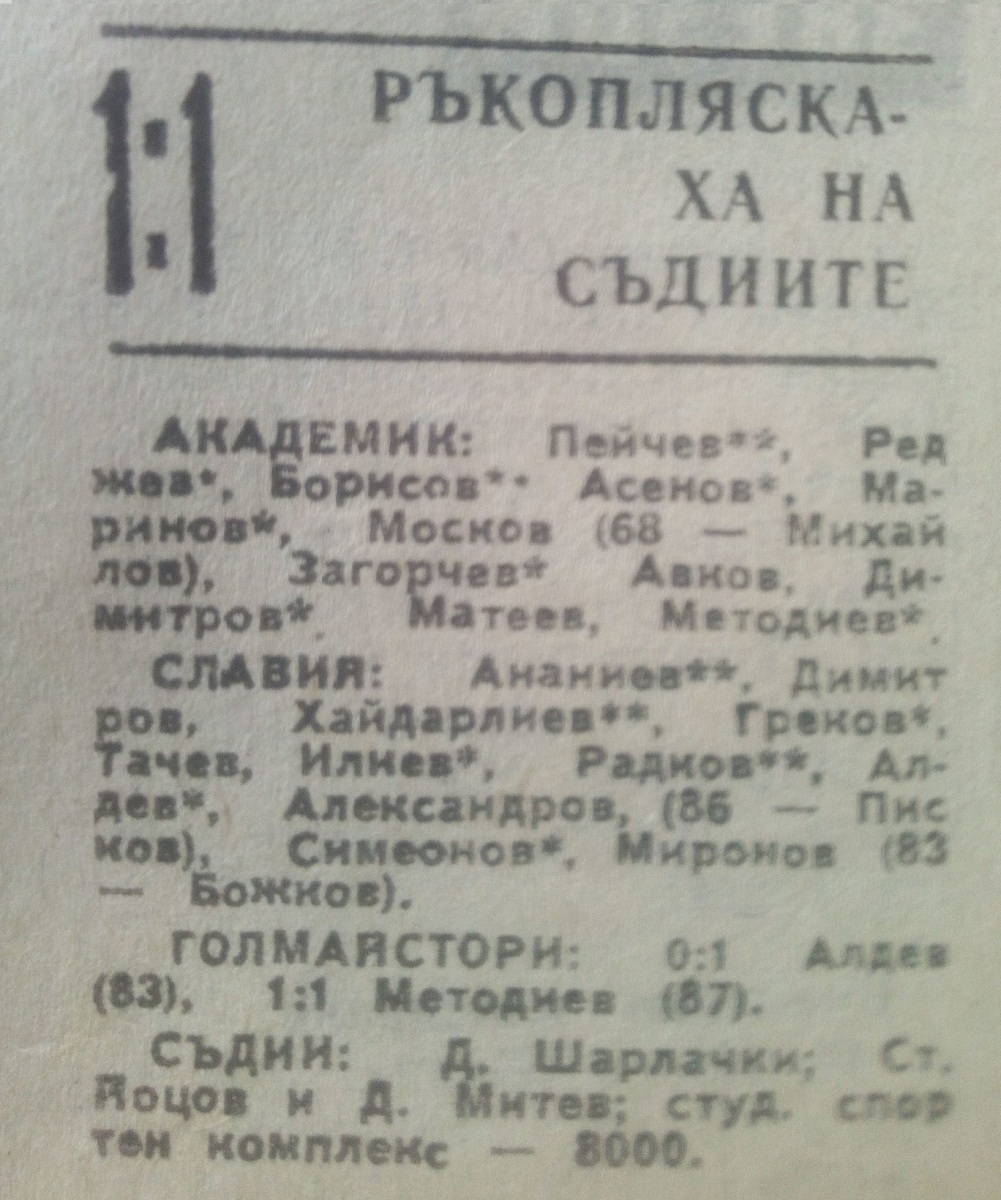 1:1
РЪКОПЛЯСКА-
ХА НА
СЪДИИТЕ
АКАДЕМИК: Пейчев**, Ред
жев*, Борисов** Асенов*, Ма-
ринов*, Москов (68 — Михай
лов), Загорчев* Авков, Ди-
митров*, Матеев, Методиев*.
СЛАВИЯ: Ананиев**, Димит
ров, Хайдарлиев**, Греков*,
Тачев, Илиев*, Радков**, Ал-
дев*, Александров, (86 — Пис
ков), Симеонов*, Миронов (83
— Божков).
ГОЛМАЙСТОРИ: 0:1 Алдев
(83), 1:1 Методиев (87).
СЪДИИ: Д. Шарлачки; Ст.
Йоцов и Д. Митев; студ. спор
тен комплекс — 8000.